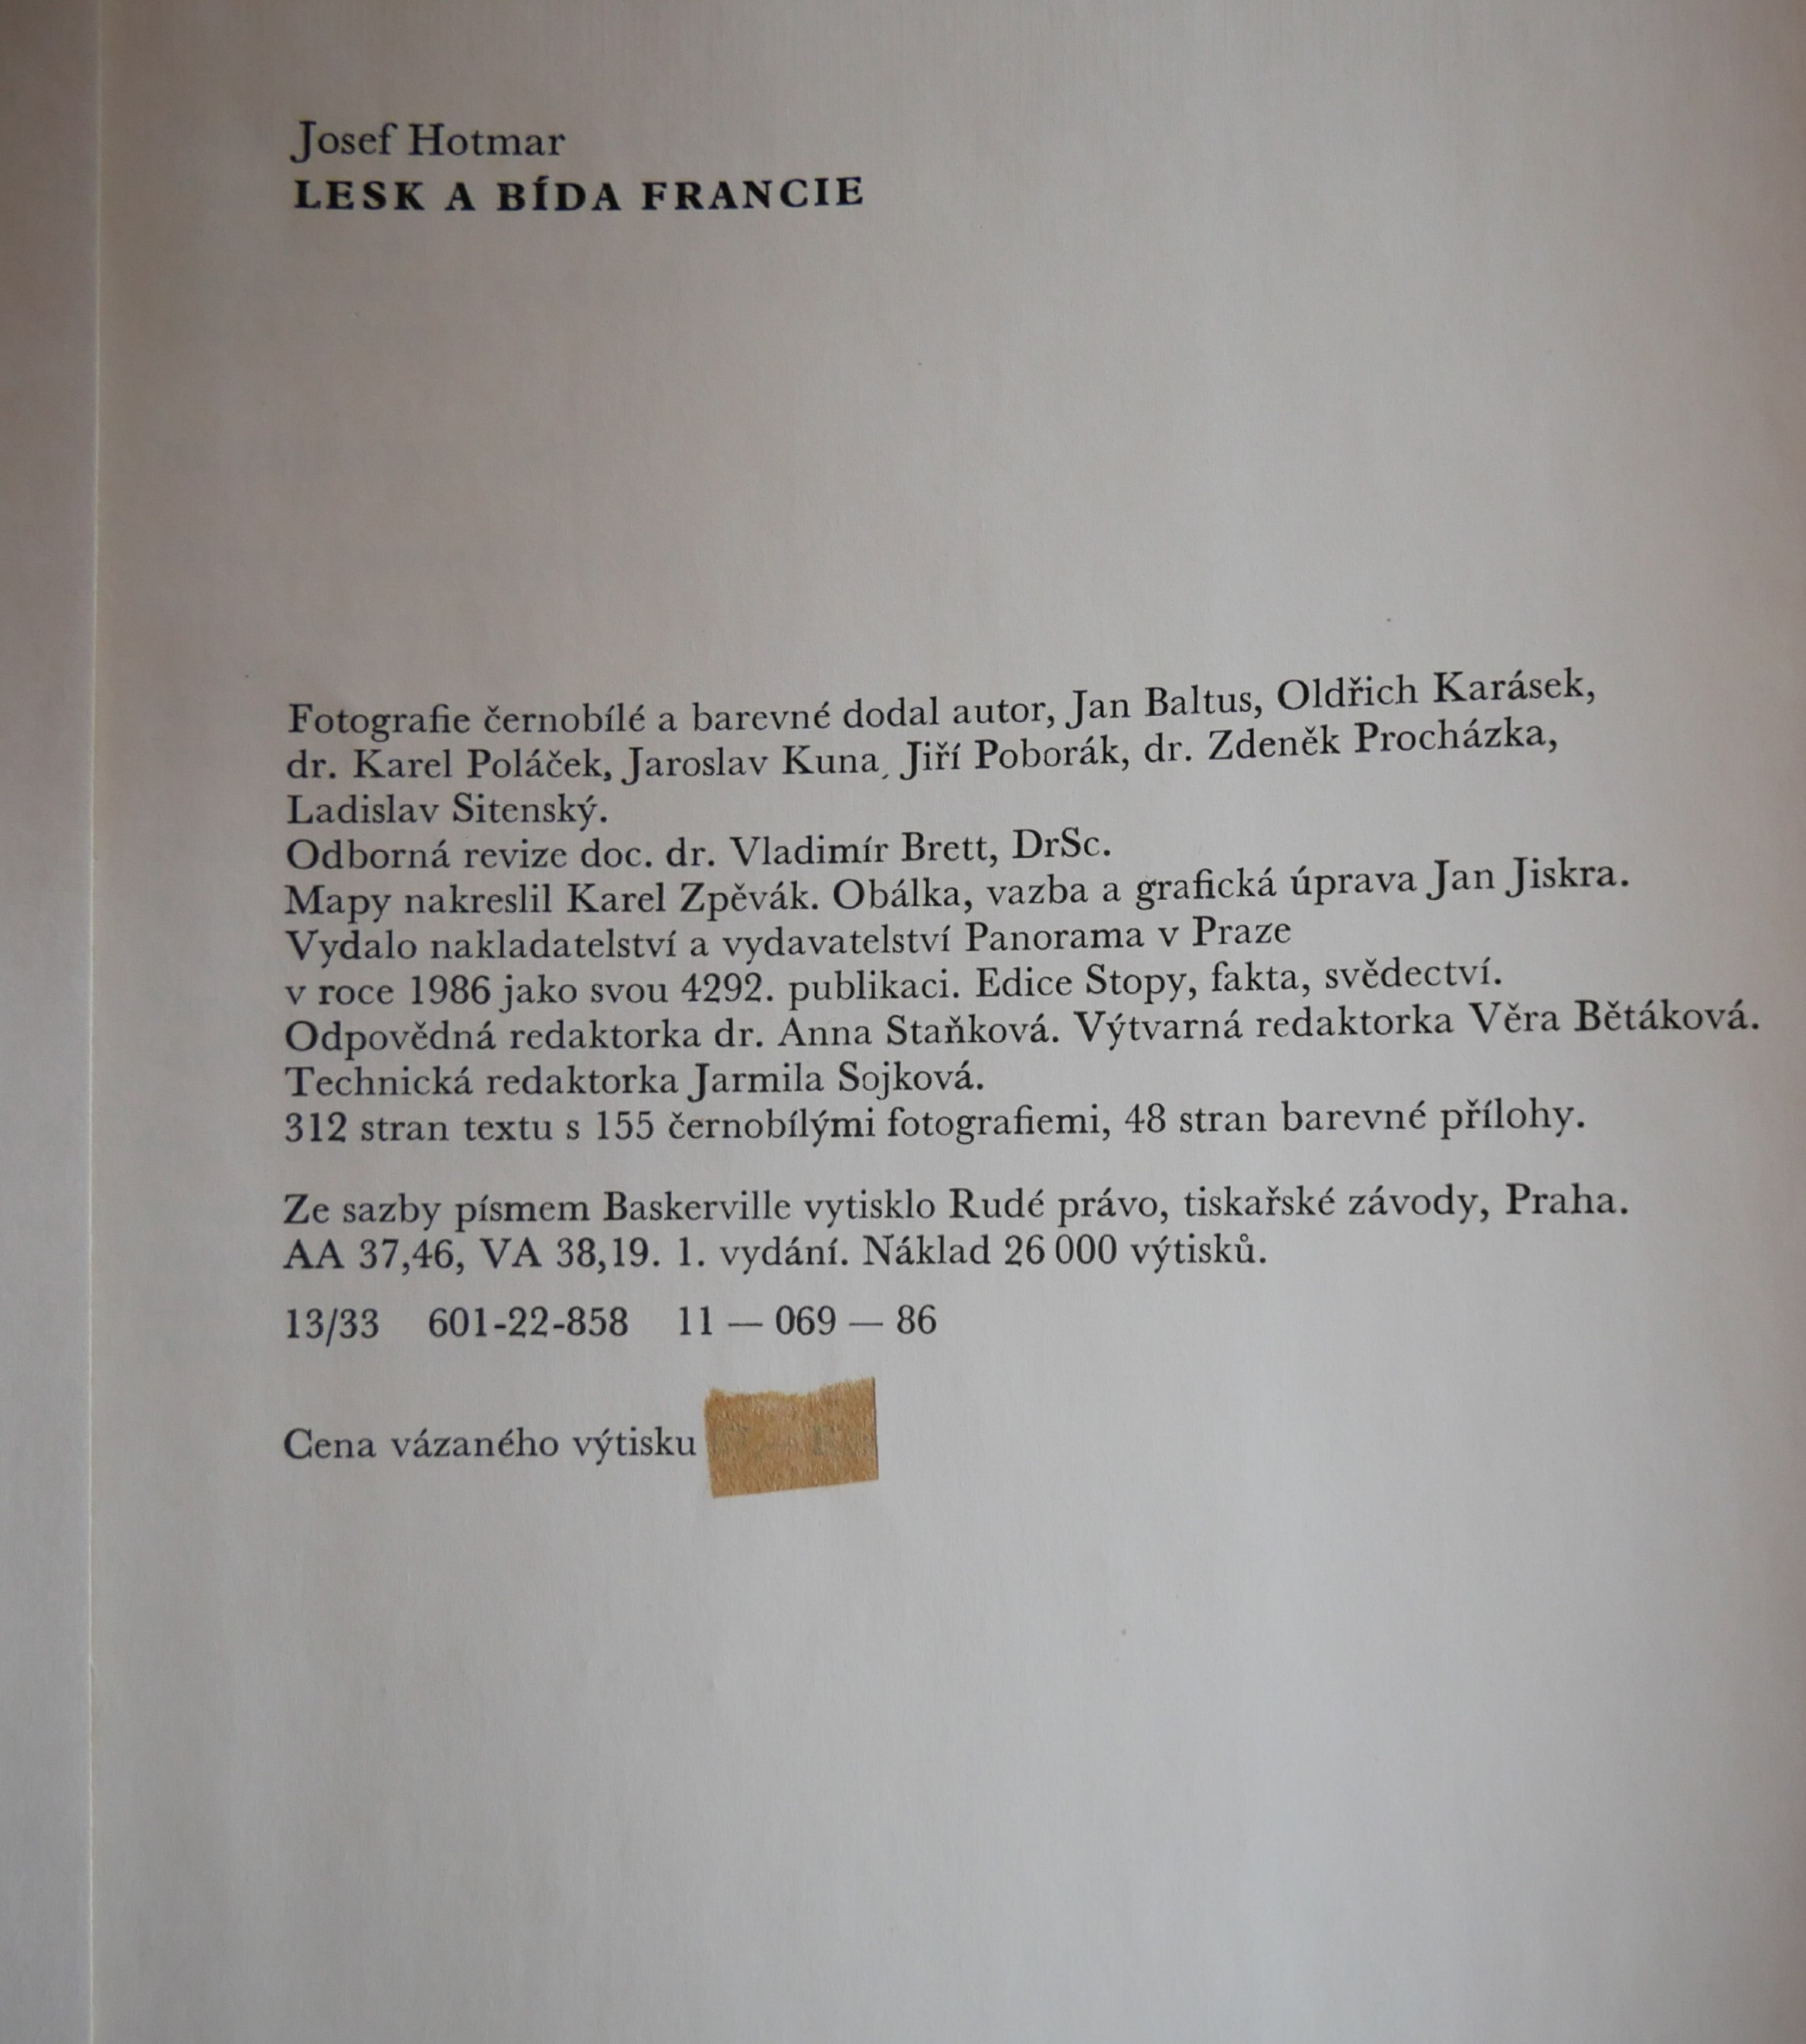 Josef Hotmar
LESK A BÍDA FRANCIE
Fotografie černobílé a barevné dodal autor, Jan Baltus, Oldřich Karásek,
dr. Karel Poláček, Jaroslav Kuna, Jiří Poborák, dr. Zdeněk Procházka,
Ladislav Sitenský.
Odborná revize doc. dr. Vladimír Brett, DrSc.
Mapy nakreslil Karel Zpěvák. Obálka, vazba a grafická úprava Jan Jiskra.
Vydalo nakladatelství a vydavatelství Panorama v Praze
v roce 1986 jako svou 4292. publikaci. Edice Stopy, fakta, svědectví.
Odpovědná redaktorka dr. Anna Staňková. Výtvarná redaktorka Věra Bětáková.
Technická redaktorka Jarmila Sojková.
312 stran textu s 155 černobílými fotografiemi, 48 stran barevné přílohy.
Ze sazby písmem Baskerville vytisklo Rudé právo, tiskařské závody, Praha.
AA 37,46, VA 38,19. 1. vydání. Náklad 26 000 výtisků.
13/33 601-22-858 11 — 069 — 86
Cena vázaného výtisku